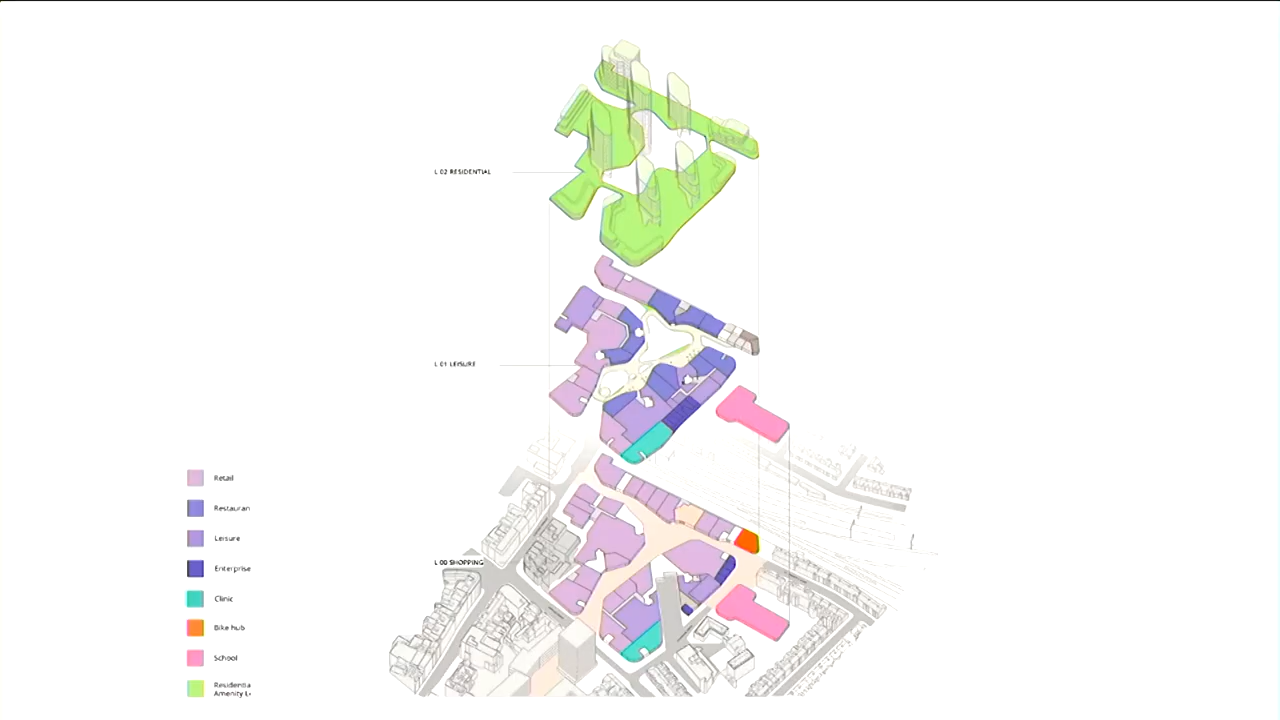 L 02 RESIDENTIAL
L 01 LEISURE
L 00 SHOPPING
Retail
Restauran
Leisure
Enterprise
Clinic
Bike hub
School
Residentia
Amenity L